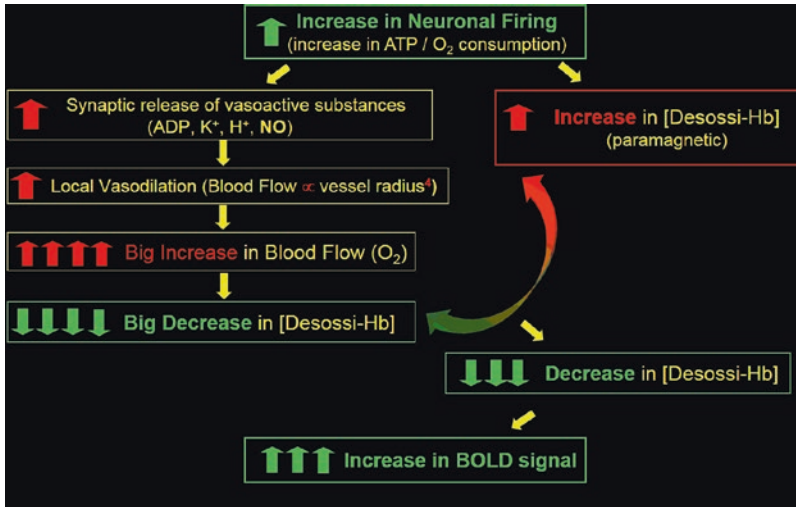 Increase in Neuronal Firing
(increase in ATP / O₂ consumption)
Synaptic release of vasoactive substances
(ADP, K⁺, H⁺, NO)
Increase in [Desossi-Hb]
(paramagnetic)
Local Vasodilation (Blood Flow ∝ vessel radius⁴)
Big Increase in Blood Flow (O₂)
Big Decrease in [Desossi-Hb]
Decrease in [Desossi-Hb]
Increase in BOLD signal